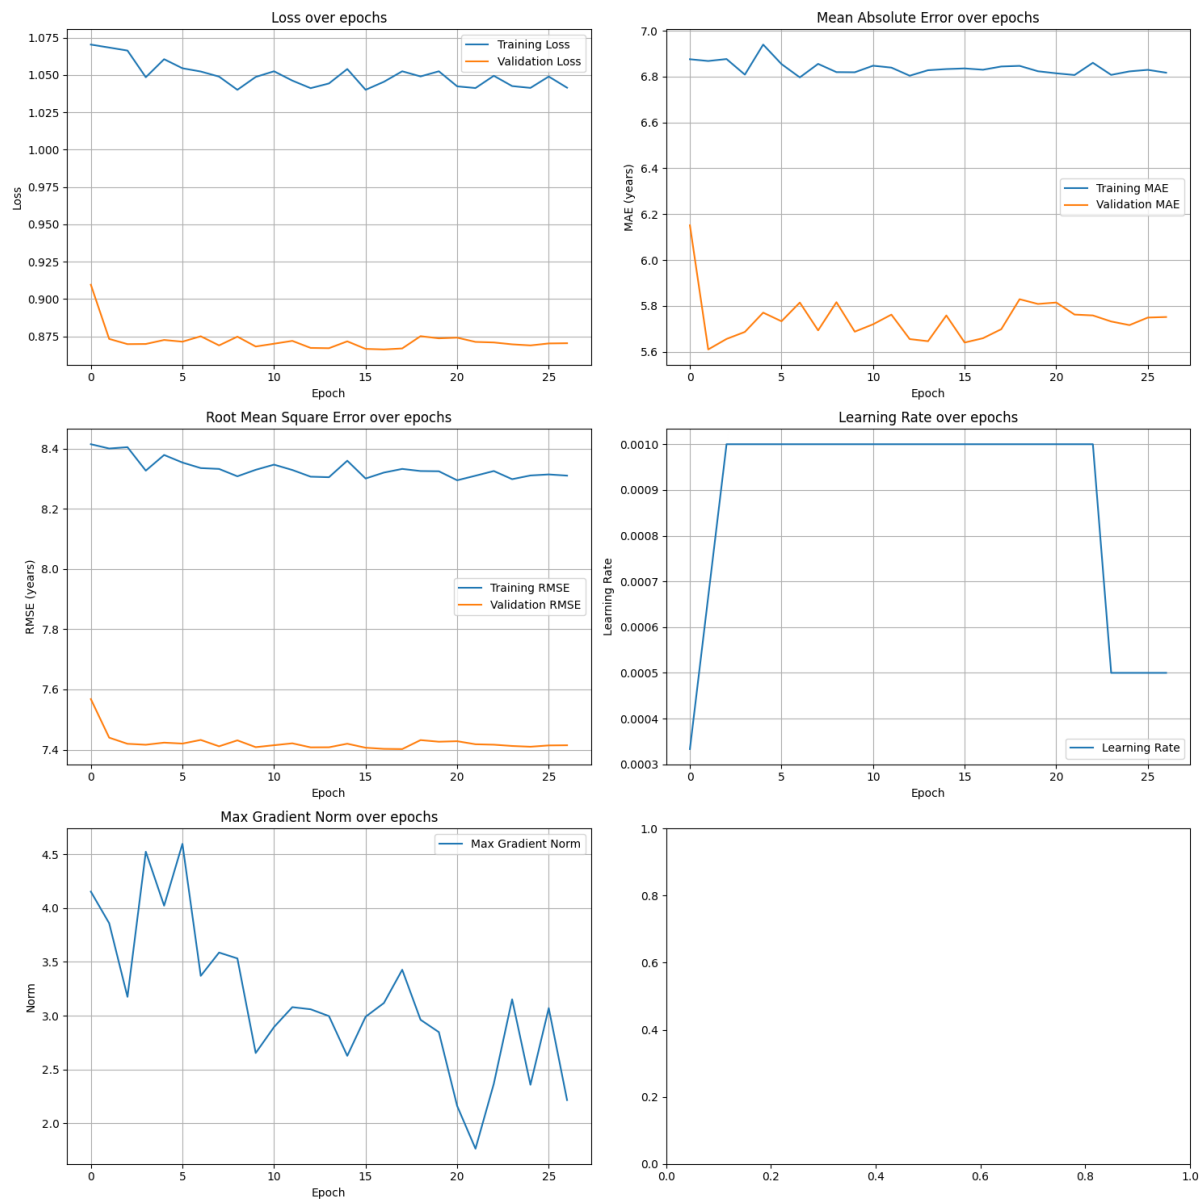 Loss over epochs
1.075
1.050
1.025
1.000
0.975
0.950
0.925
0.900
0.875
Loss
Training Loss
Validation Loss
0 5 10 15 20 25
Epoch
Mean Absolute Error over epochs
7.0
6.8
6.6
6.4
6.2
6.0
5.8
5.6
MAE (years)
Training MAE
Validation MAE
0 5 10 15 20 25
Epoch
Root Mean Square Error over epochs
8.4
8.2
8.0
7.8
7.6
7.4
RMSE (years)
Training RMSE
Validation RMSE
0 5 10 15 20 25
Epoch
Learning Rate over epochs
0.0010
0.0009
0.0008
0.0007
0.0006
0.0005
0.0004
0.0003
Learning Rate
Learning Rate
0 5 10 15 20 25
Epoch
Max Gradient Norm over epochs
4.5
4.0
3.5
3.0
2.5
2.0
Norm
Max Gradient Norm
0 5 10 15 20 25
Epoch
1.0
0.8
0.6
0.4
0.2
0.0
0.0 0.2 0.4 0.6 0.8 1.0